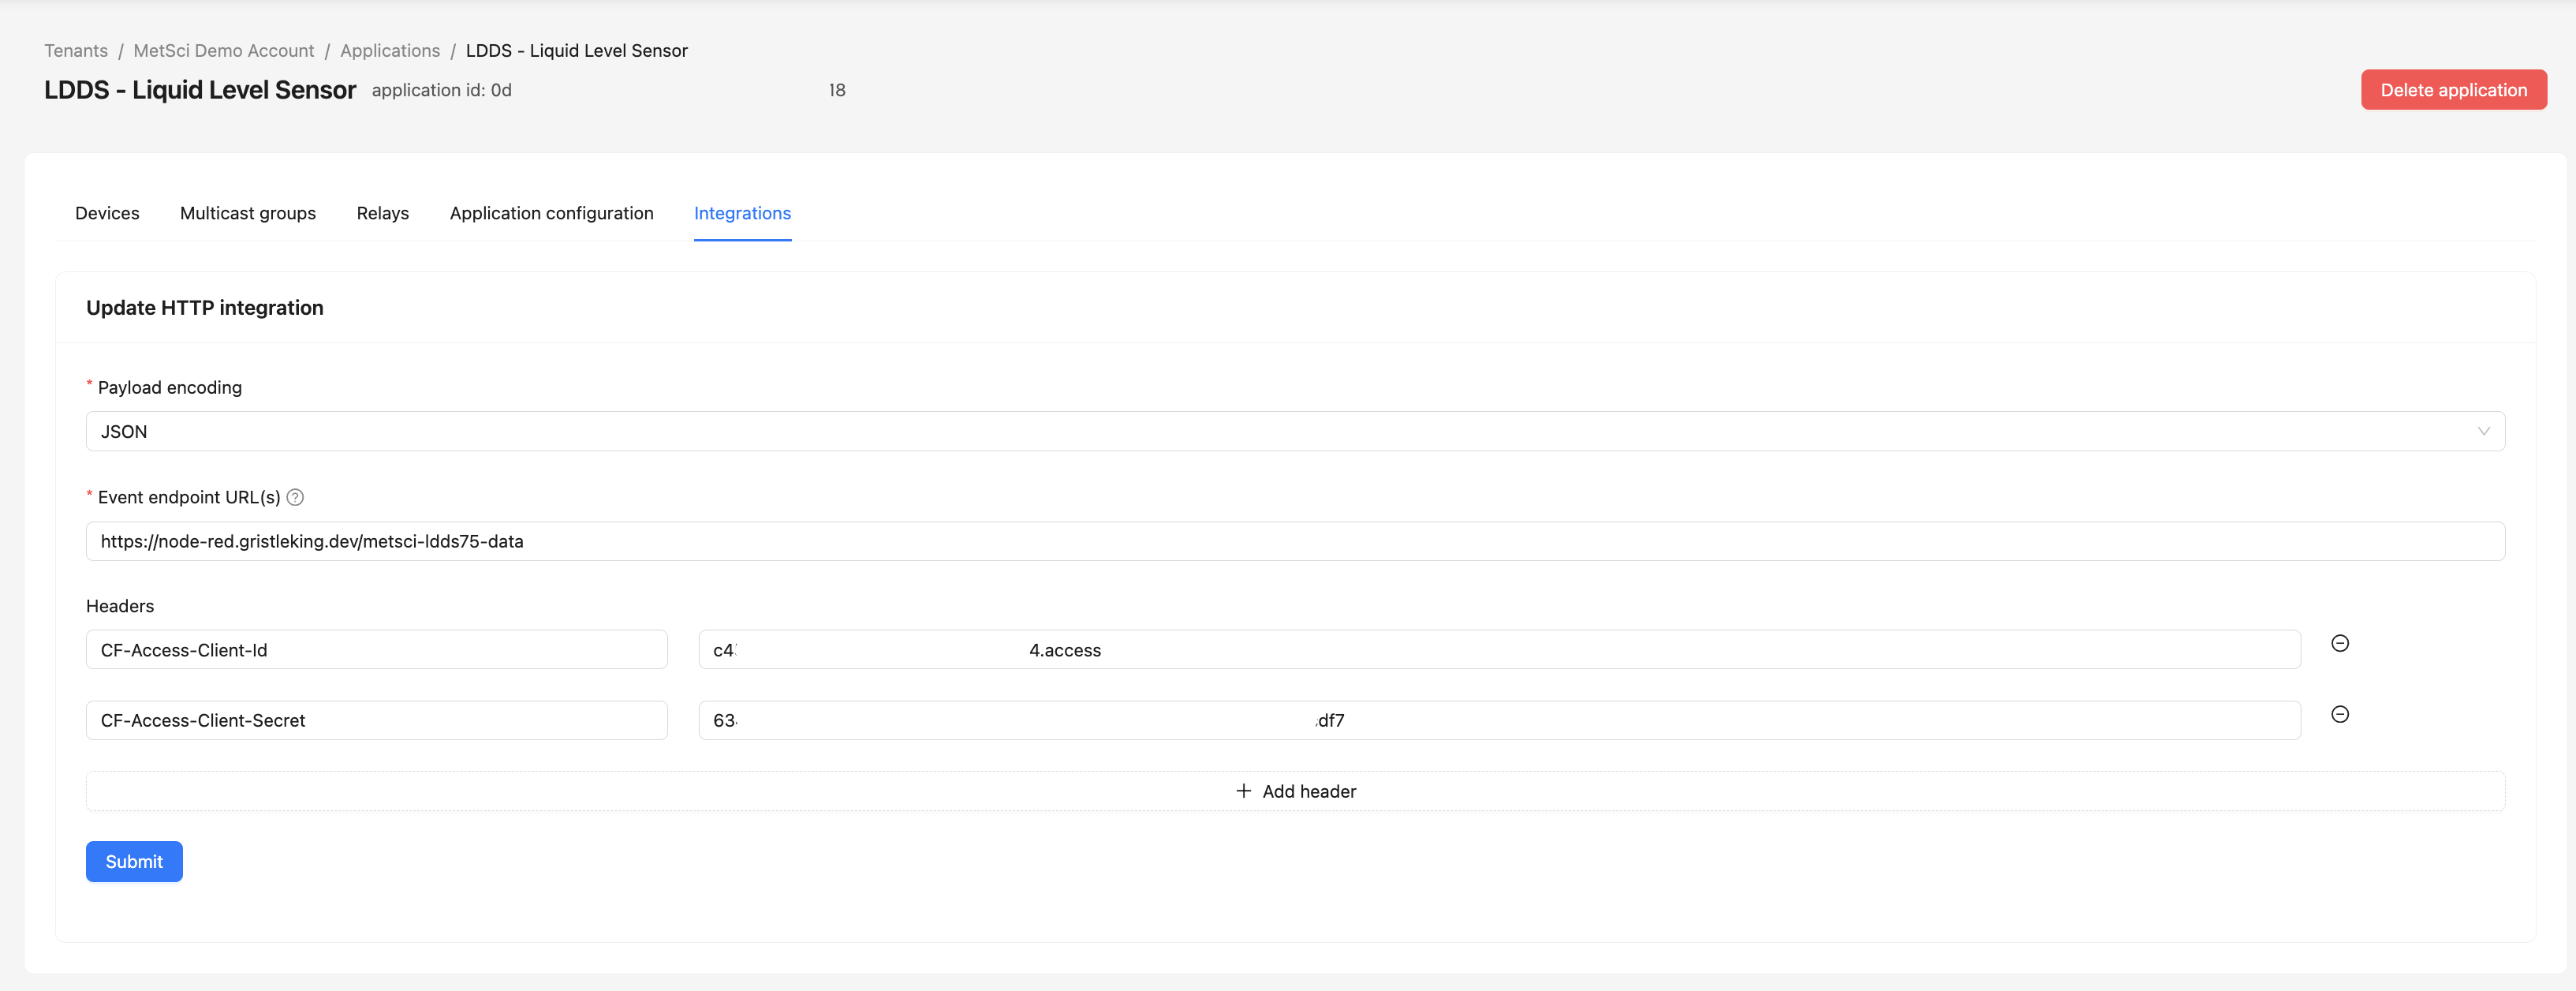 Tenants / MetSci Demo Account / Applications / LDDS - Liquid Level Sensor
LDDS - Liquid Level Sensor application id: 0d 18
Delete application
Devices Multicast groups Relays Application configuration Integrations
Update HTTP integration
* Payload encoding
JSON
* Event endpoint URL(s) ?
https://node-red.gristleking.dev/metsci-ldds75-data
Headers
CF-Access-Client-Id c4 4.access
CF-Access-Client-Secret 63 df7
+ Add header
Submit